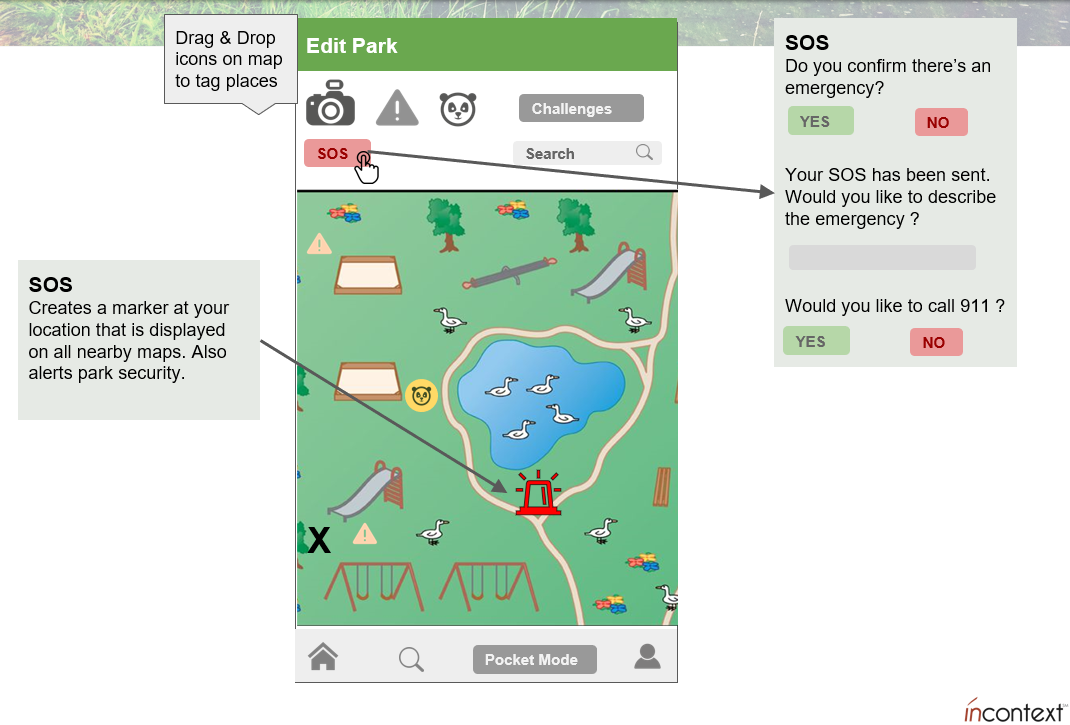 Drag & Drop
icons on map
to tag places
Edit Park
Challenges
SOS
Search
SOS
Do you confirm there's an
emergency?
YES
NO
Your SOS has been sent.
Would you like to describe
the emergency ?
Would you like to call 911 ?
YES
NO
SOS
Creates a marker at your
location that is displayed
on all nearby maps. Also
alerts park security.
X
Pocket Mode
incontext